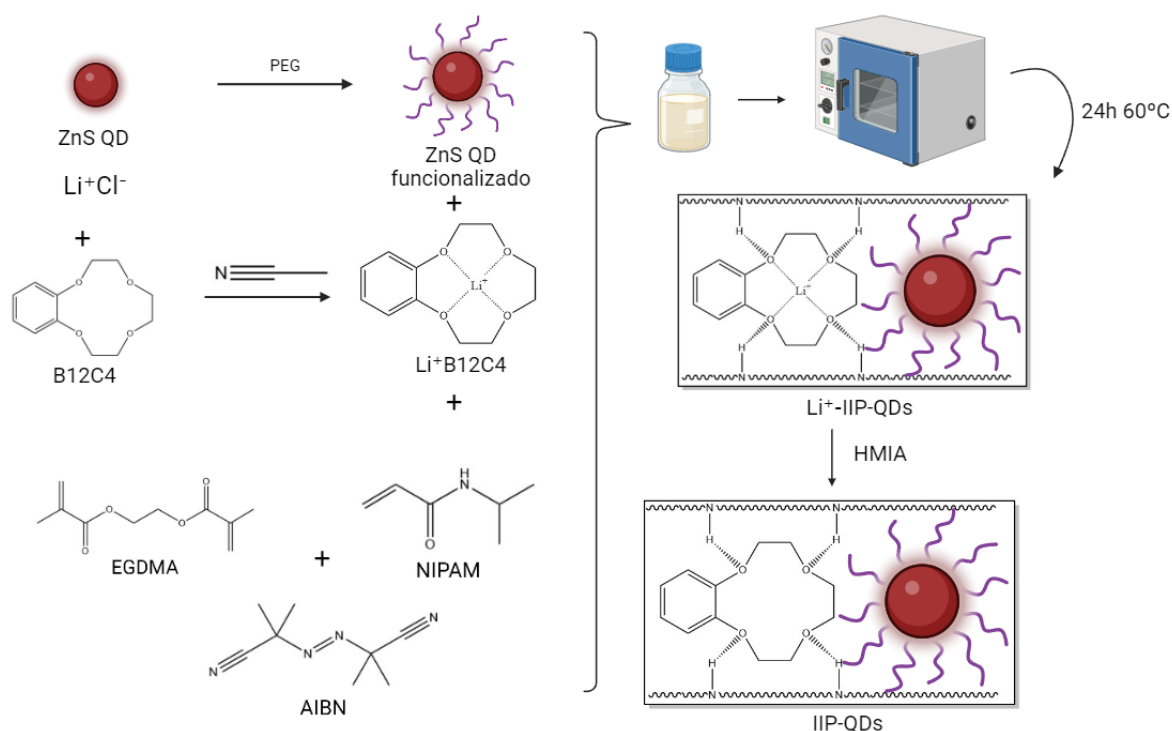 PEG
ZnS QD
ZnS QD
funcionalizado
24h 60ºC
Li⁺Cl⁻
+
+
O
O
O
O
B12C4
N
O
O
O
O
Li⁺
Li⁺B12C4
+
O
O
O
O
EGDMA
+
H
N
O
NIPAM
N
N
N
N
AIBN
N
N
H
H
O
O
O
O
Li⁺
H
H
N
N
Li⁺-IIP-QDs
HMIA
N
N
H
H
O
O
O
O
H
H
N
N
IIP-QDs